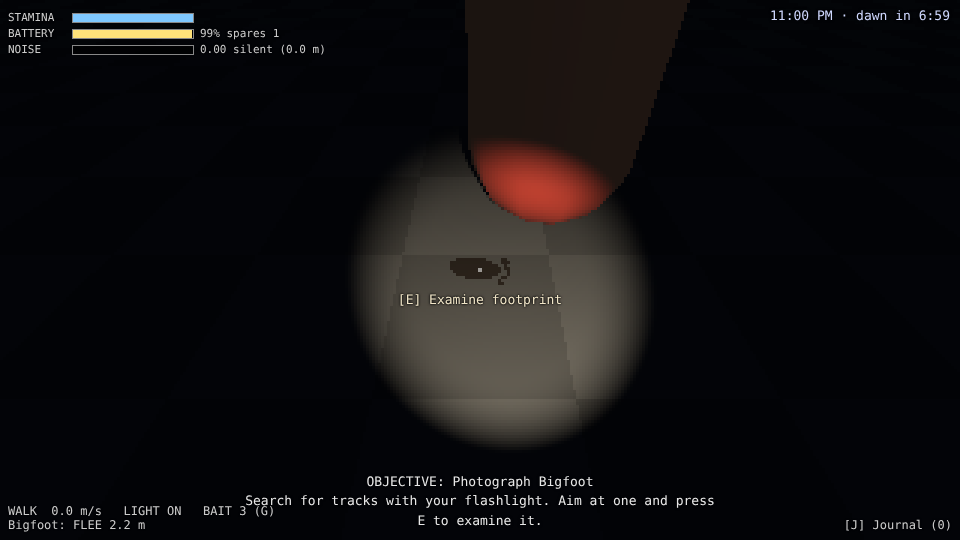 STAMINA
BATTERY 99% spares 1
NOISE 0.00 silent (0.0 m)
11:00 PM · dawn in 6:59
[E] Examine footprint
OBJECTIVE: Photograph Bigfoot
Search for tracks with your flashlight. Aim at one and press
E to examine it.
WALK 0.0 m/s LIGHT ON BAIT 3 (G)
Bigfoot: FLEE 2.2 m
[J] Journal (0)